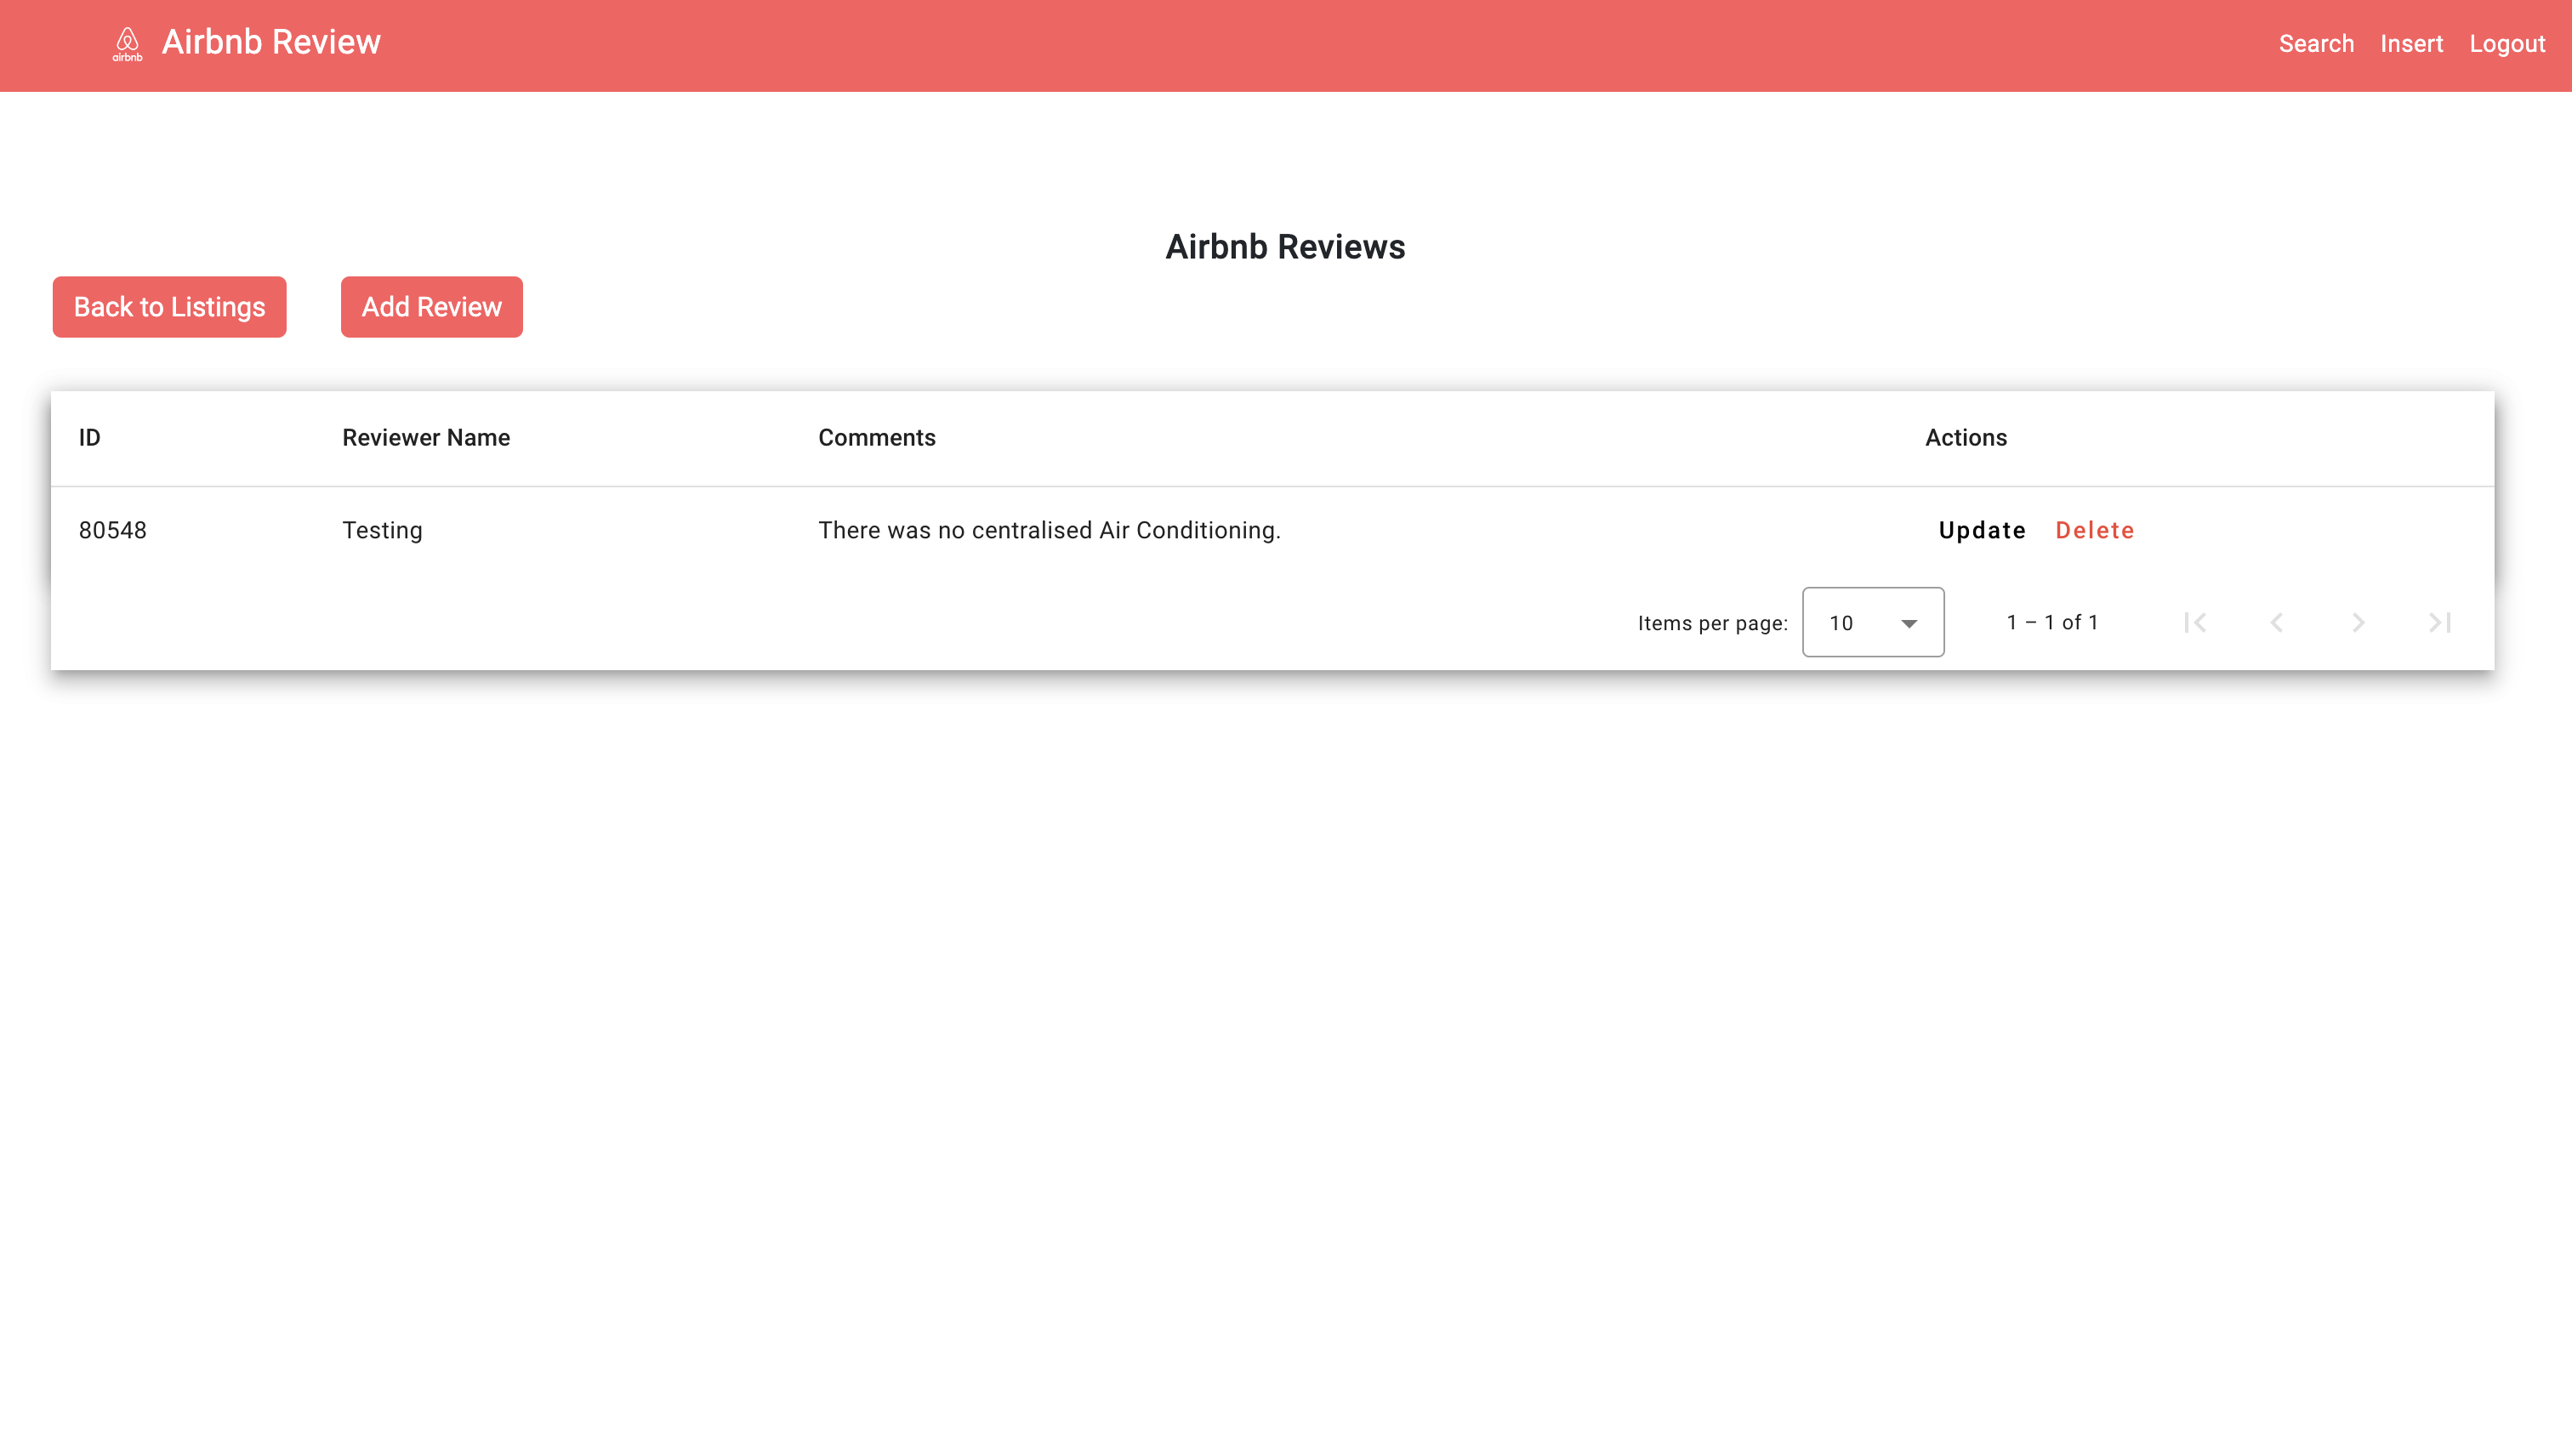 airbnb
Airbnb Review
Search Insert Logout
Airbnb Reviews
Back to Listings Add Review
ID Reviewer Name Comments Actions
80548 Testing There was no centralised Air Conditioning. Update Delete
Items per page: 10 1 – 1 of 1